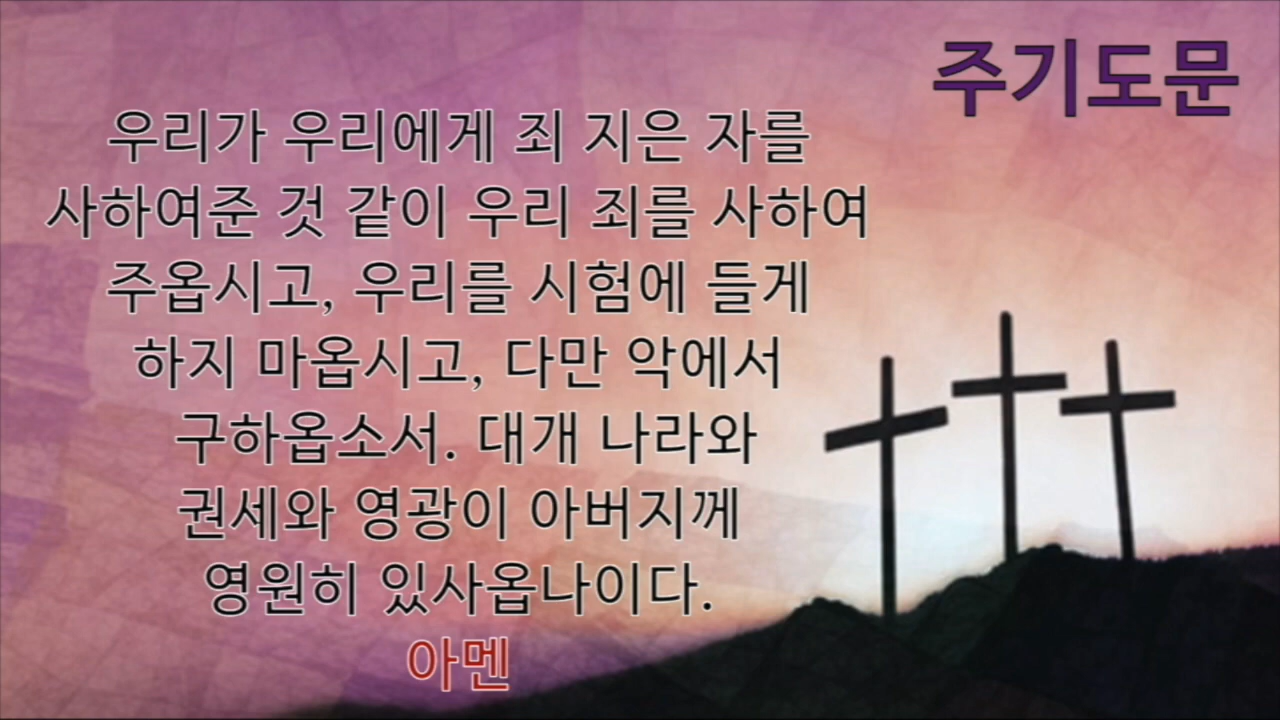 주기도문
우리가 우리에게 죄 지은 자를
사하여준 것 같이 우리 죄를 사하여
주옵시고, 우리를 시험에 들게
하지 마옵시고, 다만 악에서
구하옵소서. 대개 나라와
권세와 영광이 아버지께
영원히 있사옵나이다.
아멘